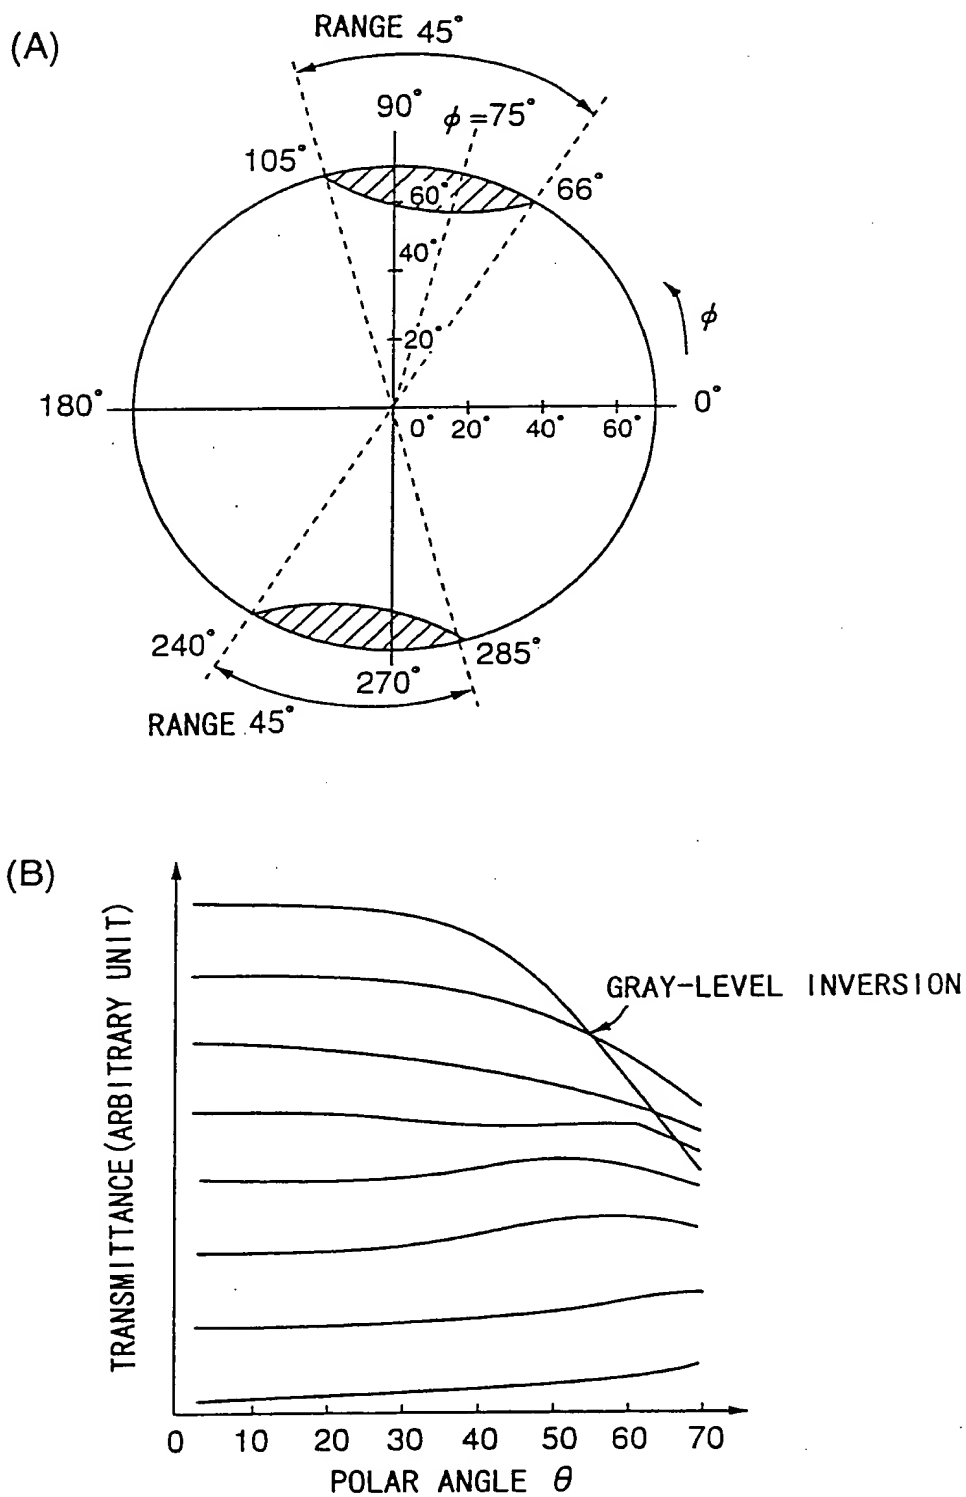 (A)
RANGE 45°
90°
ϕ=75°
105°
66°
60°
40°
20°
ϕ
180°
0°
0° 20° 40° 60°
240°
285°
270°
RANGE 45°
(B)
TRANSMITTANCE (ARBITRARY UNIT)
GRAY-LEVEL INVERSION
0 10 20 30 40 50 60 70
POLAR ANGLE θ